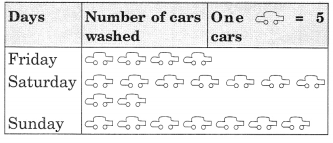 Days Number of cars One = 5
washed cars
Friday
Saturday
Sunday